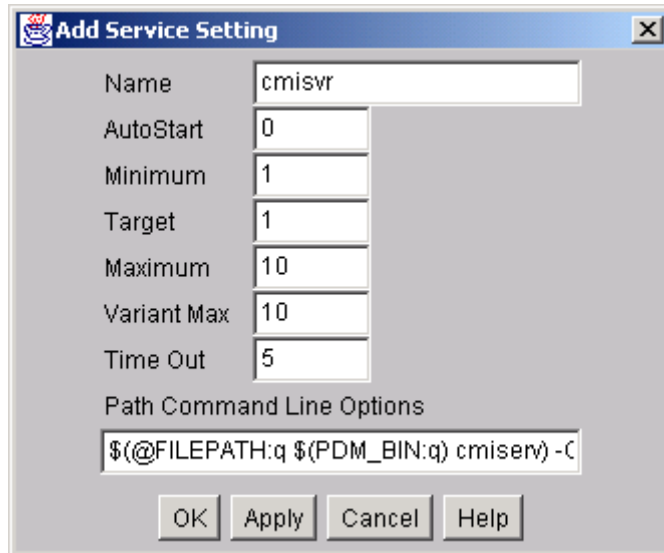 Add Service Setting
Name cmisvr
AutoStart 0
Minimum 1
Target 1
Maximum 10
Variant Max 10
Time Out 5
Path Command Line Options
$(@FILEPATH:q $(PDM_BIN:q) cmiserv) -
OK Apply Cancel Help